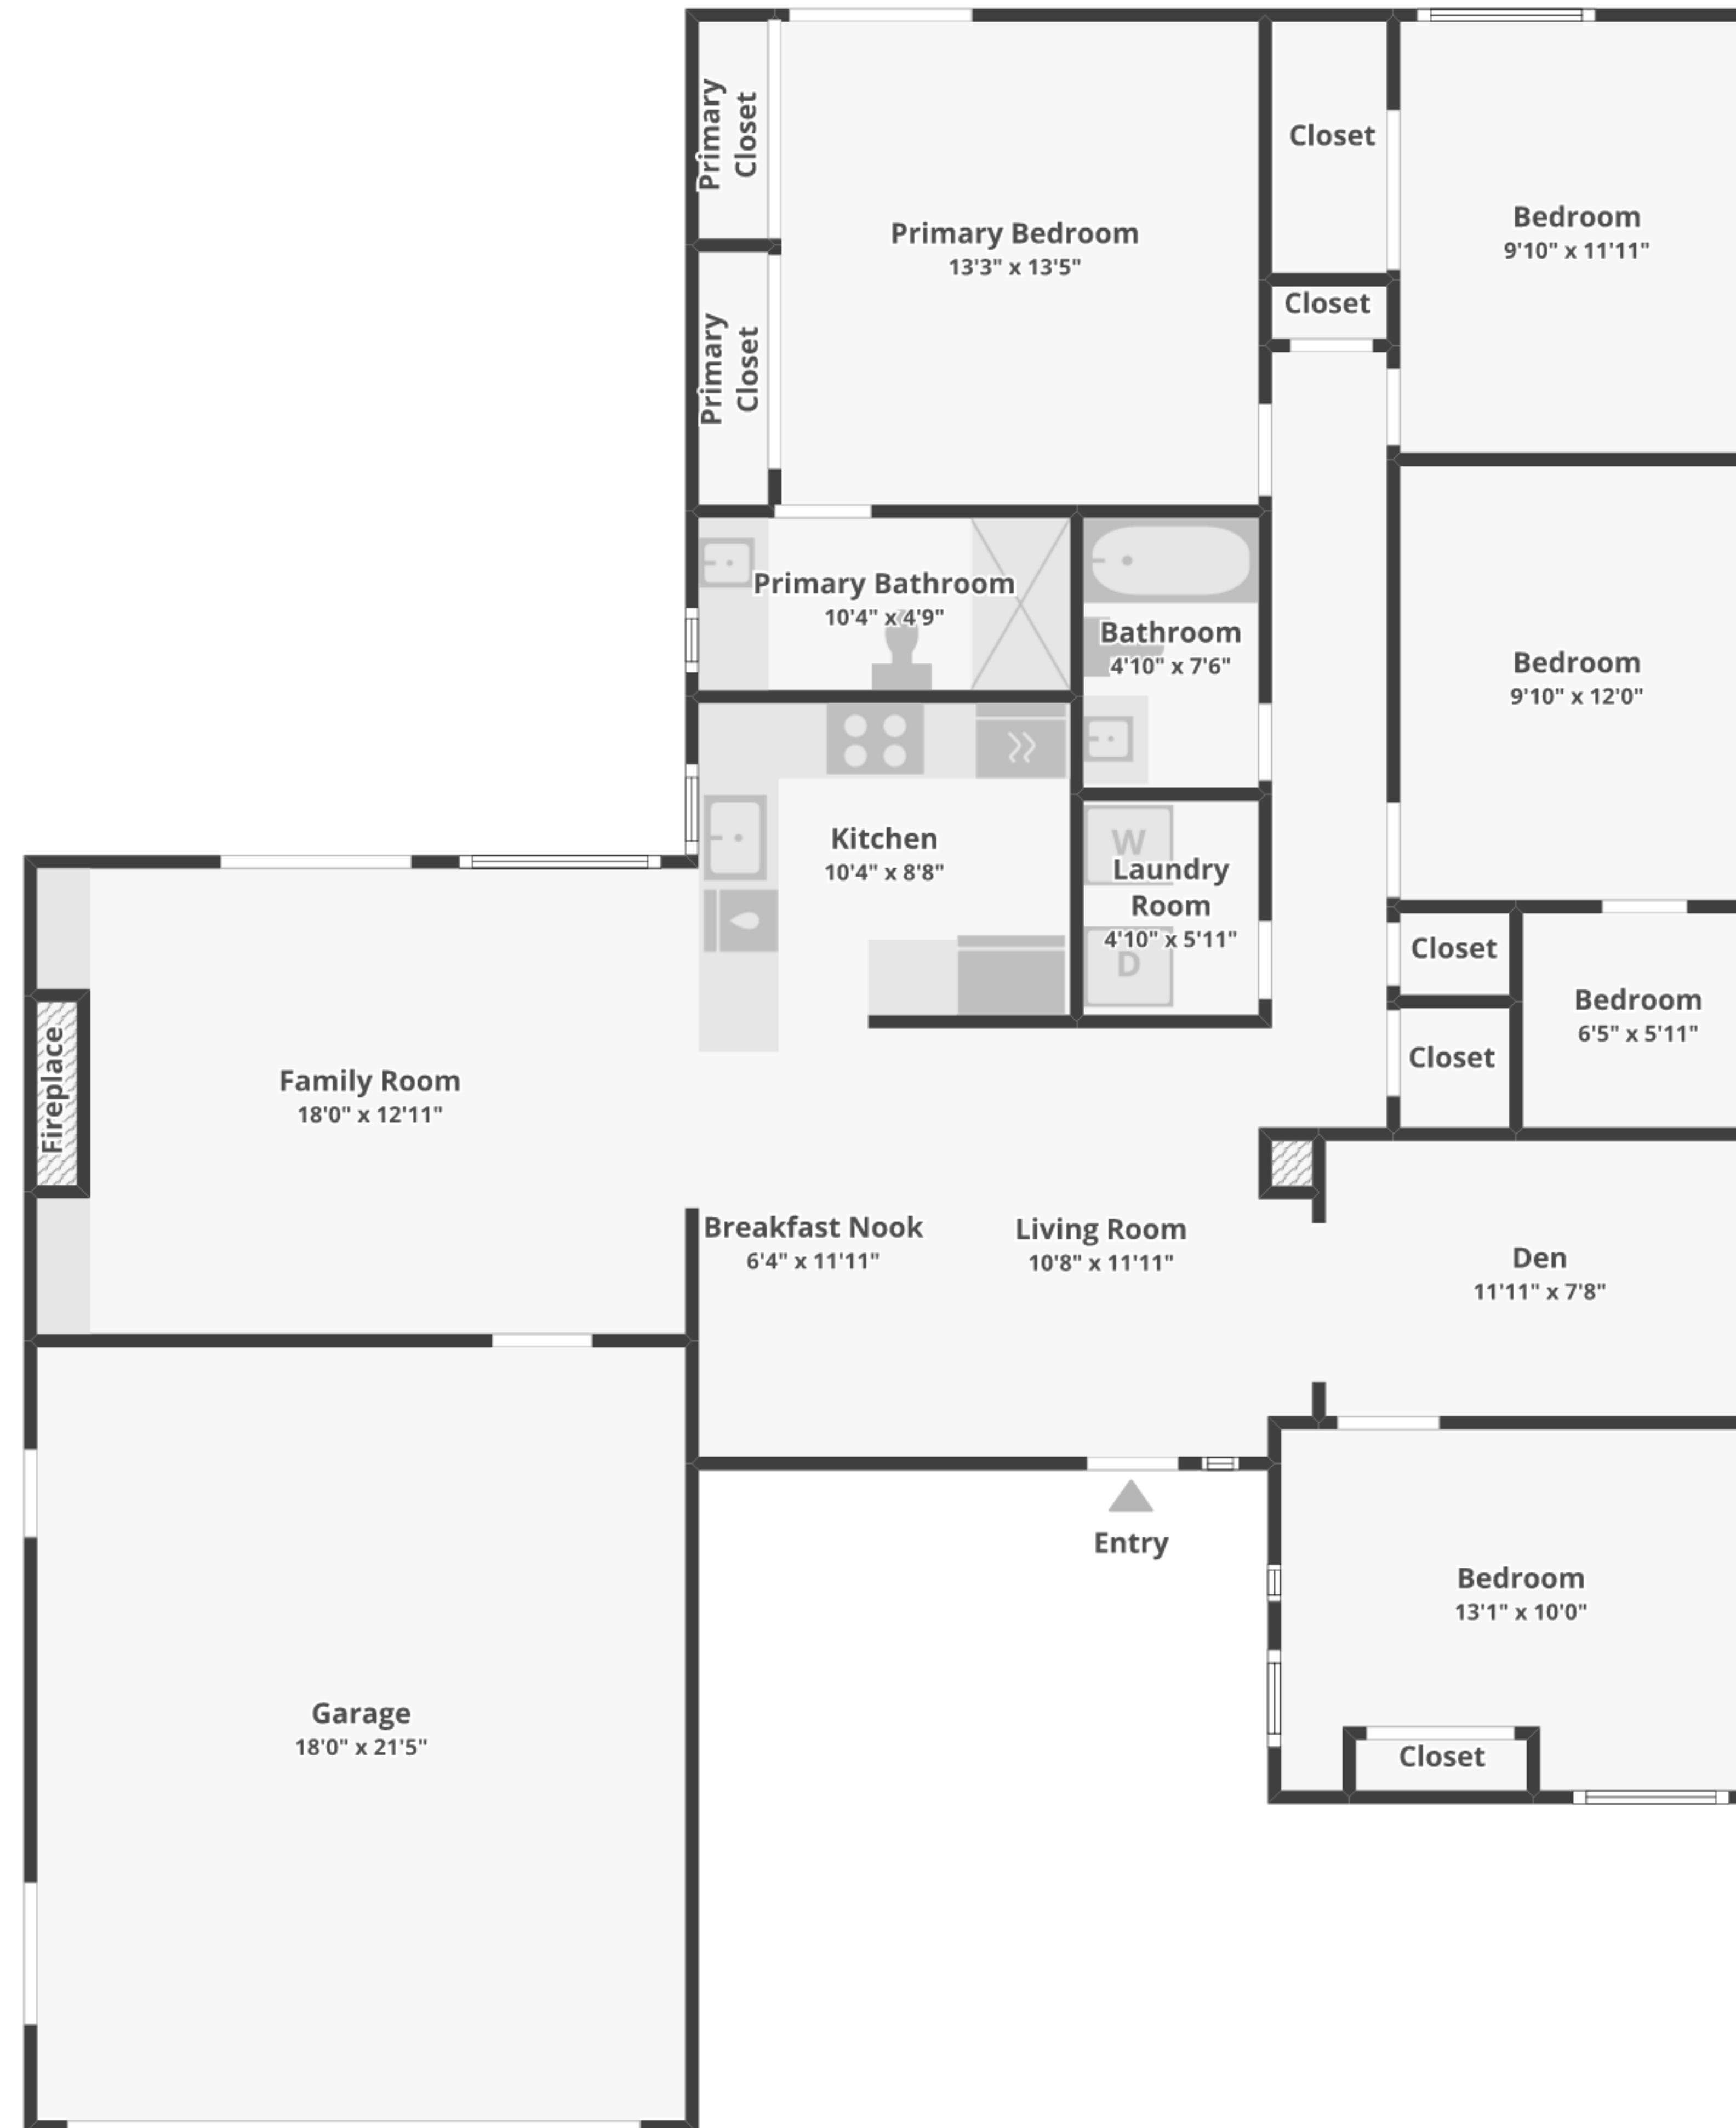 Primary
Closet
Closet
Primary Bedroom
13'3" x 13'5"
Bedroom
9'10" x 11'11"
Closet
Primary
Closet
Primary Bathroom
10'4" x 4'9"
Bathroom
4'10" x 7'6"
Bedroom
9'10" x 12'0"
Kitchen
10'4" x 8'8"
W
Laundry
Room
4'10" x 5'11"
D
Closet
Bedroom
6'5" x 5'11"
Closet
Fireplace
Family Room
18'0" x 12'11"
Breakfast Nook
6'4" x 11'11"
Living Room
10'8" x 11'11"
Den
11'11" x 7'8"
Entry
Bedroom
13'1" x 10'0"
Closet
Garage
18'0" x 21'5"